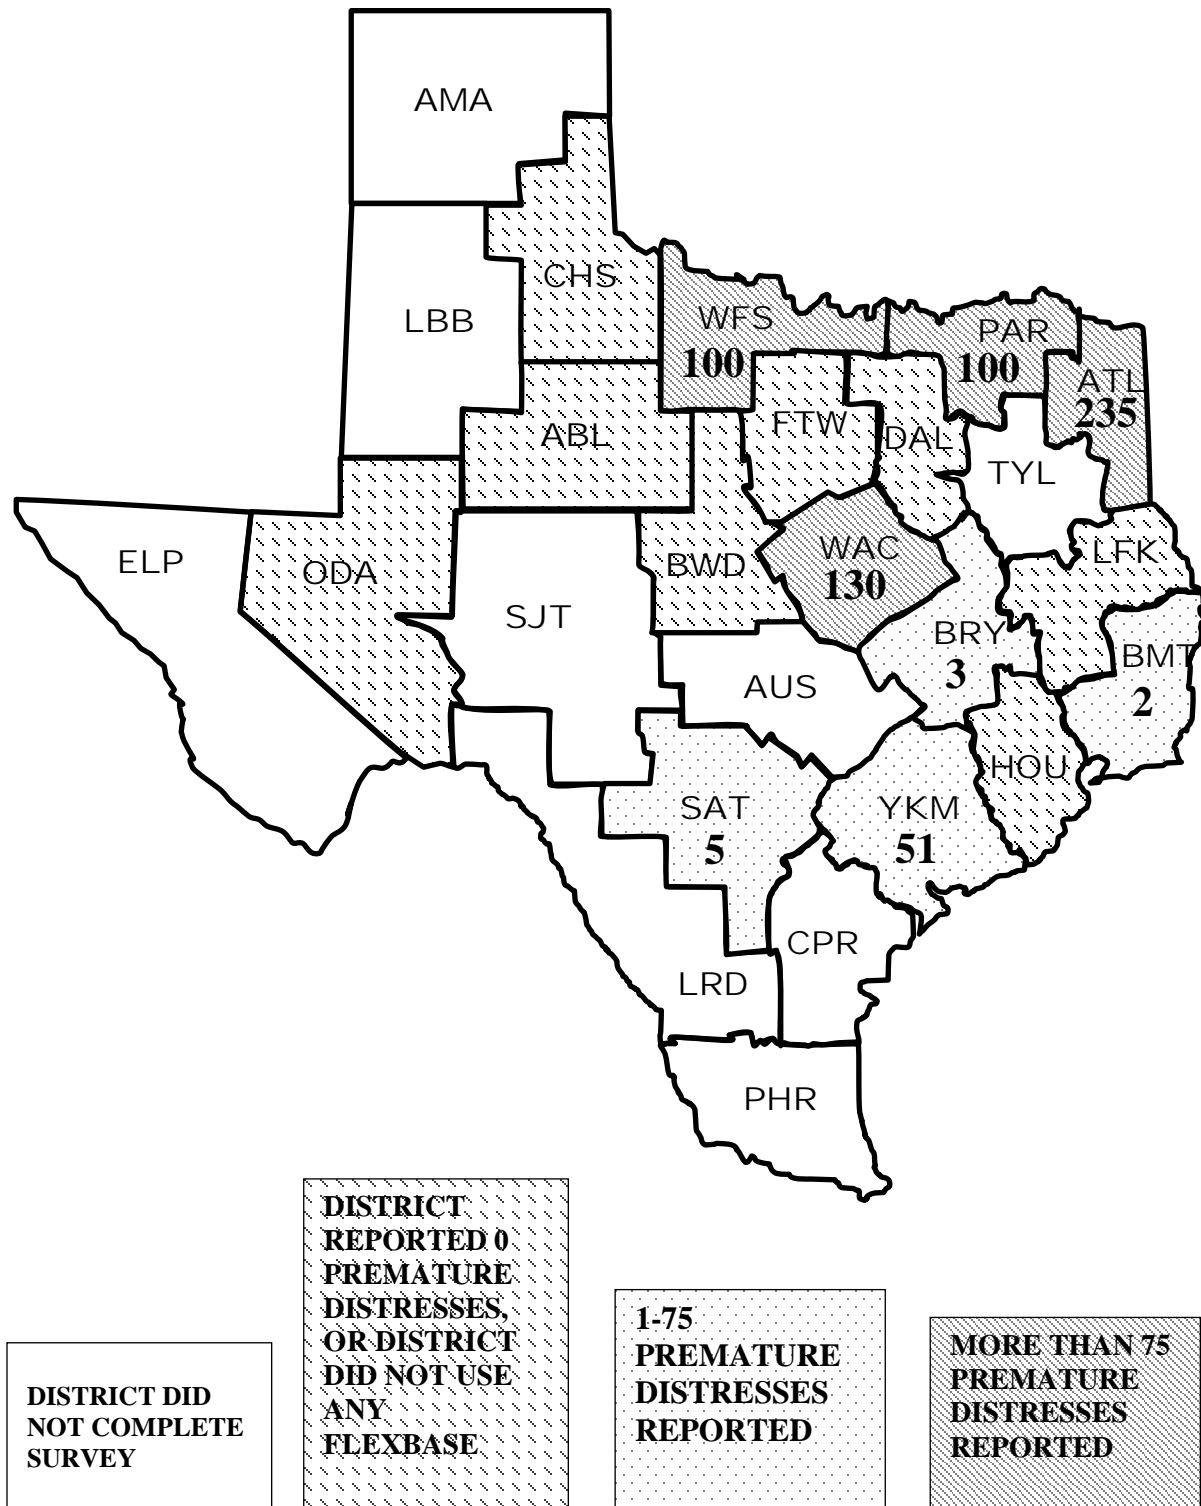 AMA
CHS
LBB
WFS
100
PAR
100
ATL
235
ABL
FTW
DAL
TYL
ELP
ODA
BWD
WAC
130
LFK
SJT
BRY
3
BMT
2
AUS
HOU
SAT
5
YKM
51
CPR
LRD
PHR
DISTRICT DID
NOT COMPLETE
SURVEY
DISTRICT
REPORTED 0
PREMATURE
DISTRESSES,
OR DISTRICT
DID NOT USE
ANY
FLEXBASE
1-75
PREMATURE
DISTRESSES
REPORTED
MORE THAN 75
PREMATURE
DISTRESSES
REPORTED